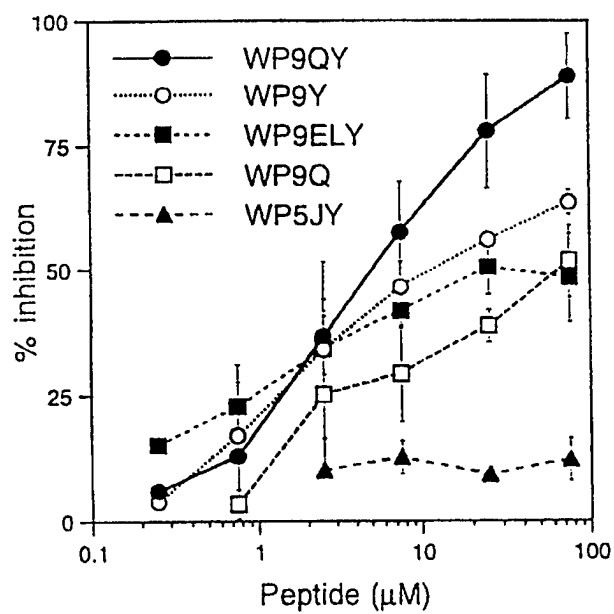 100
75
50
25
0
% inhibition
WP9QY
WP9Y
WP9ELY
WP9Q
WP5JY
0.1
1
10
100
Peptide (μM)